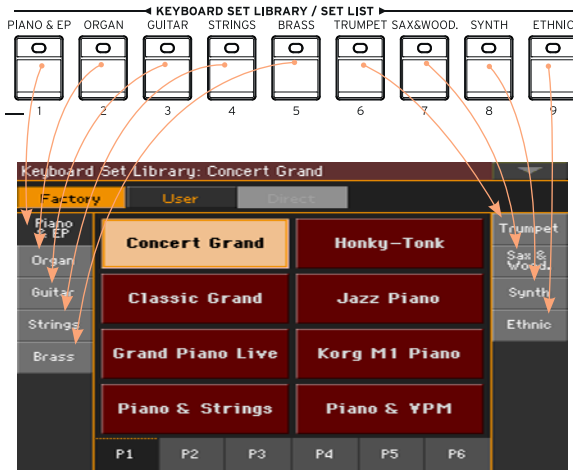 KEYBOARD SET LIBRARY / SET LIST
PIANO & EP ORGAN GUITAR STRINGS BRASS TRUMPET SAX&WOOD. SYNTH ETHNIC
1 2 3 4 5 6 7 8 9
Keyboard Set Library: Concert Grand
Factory User Direct
Piano & EP
Organ
Guitar
Strings
Brass
Concert Grand Honky-Tonk
Classic Grand Jazz Piano
Grand Piano Live Korg M1 Piano
Piano & Strings Piano & YPM
Trumpet
Sax & Wood.
Synth
Ethnic
P1 P2 P3 P4 P5 P6